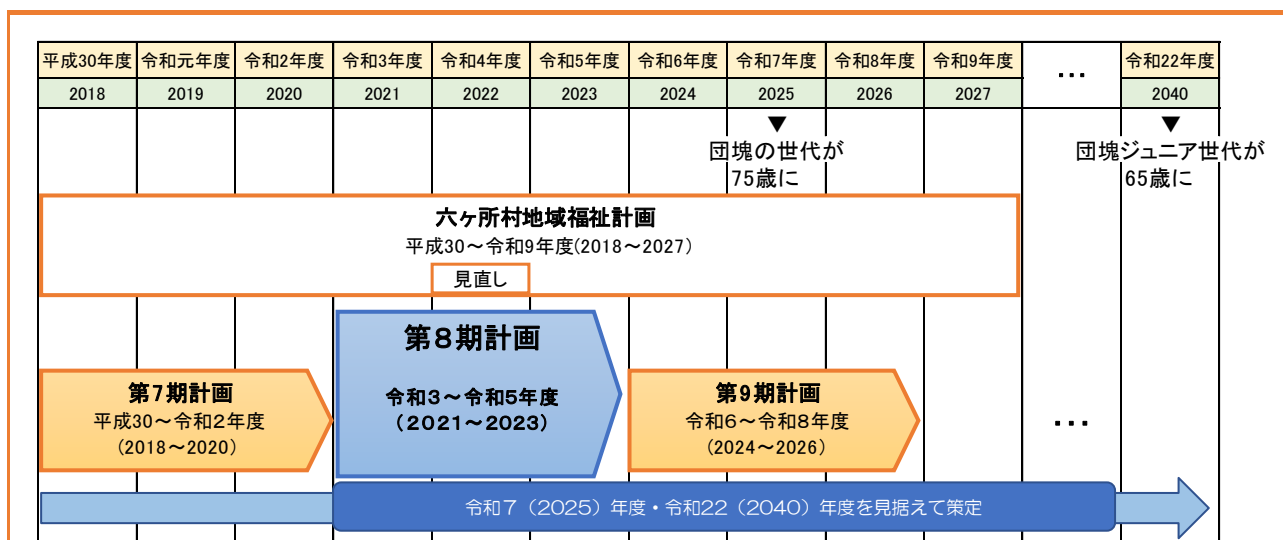 平成30年度 令和元年度 令和2年度 令和3年度 令和4年度 令和5年度 令和6年度 令和7年度 令和8年度 令和9年度 … 令和22年度
2018 2019 2020 2021 2022 2023 2024 2025 2026 2027 2040
▼ ▼
団塊の世代が 団塊ジュニア世代が
75歳に 65歳に
六ヶ所村地域福祉計画
平成30～令和9年度(2018～2027)
見直し
第7期計画
平成30～令和2年度
(2018～2020)
第8期計画
令和3～令和5年度
(2021～2023)
第9期計画
令和6～令和8年度
(2024～2026)
…
令和7（2025）年度・令和22（2040）年度を見据えて策定